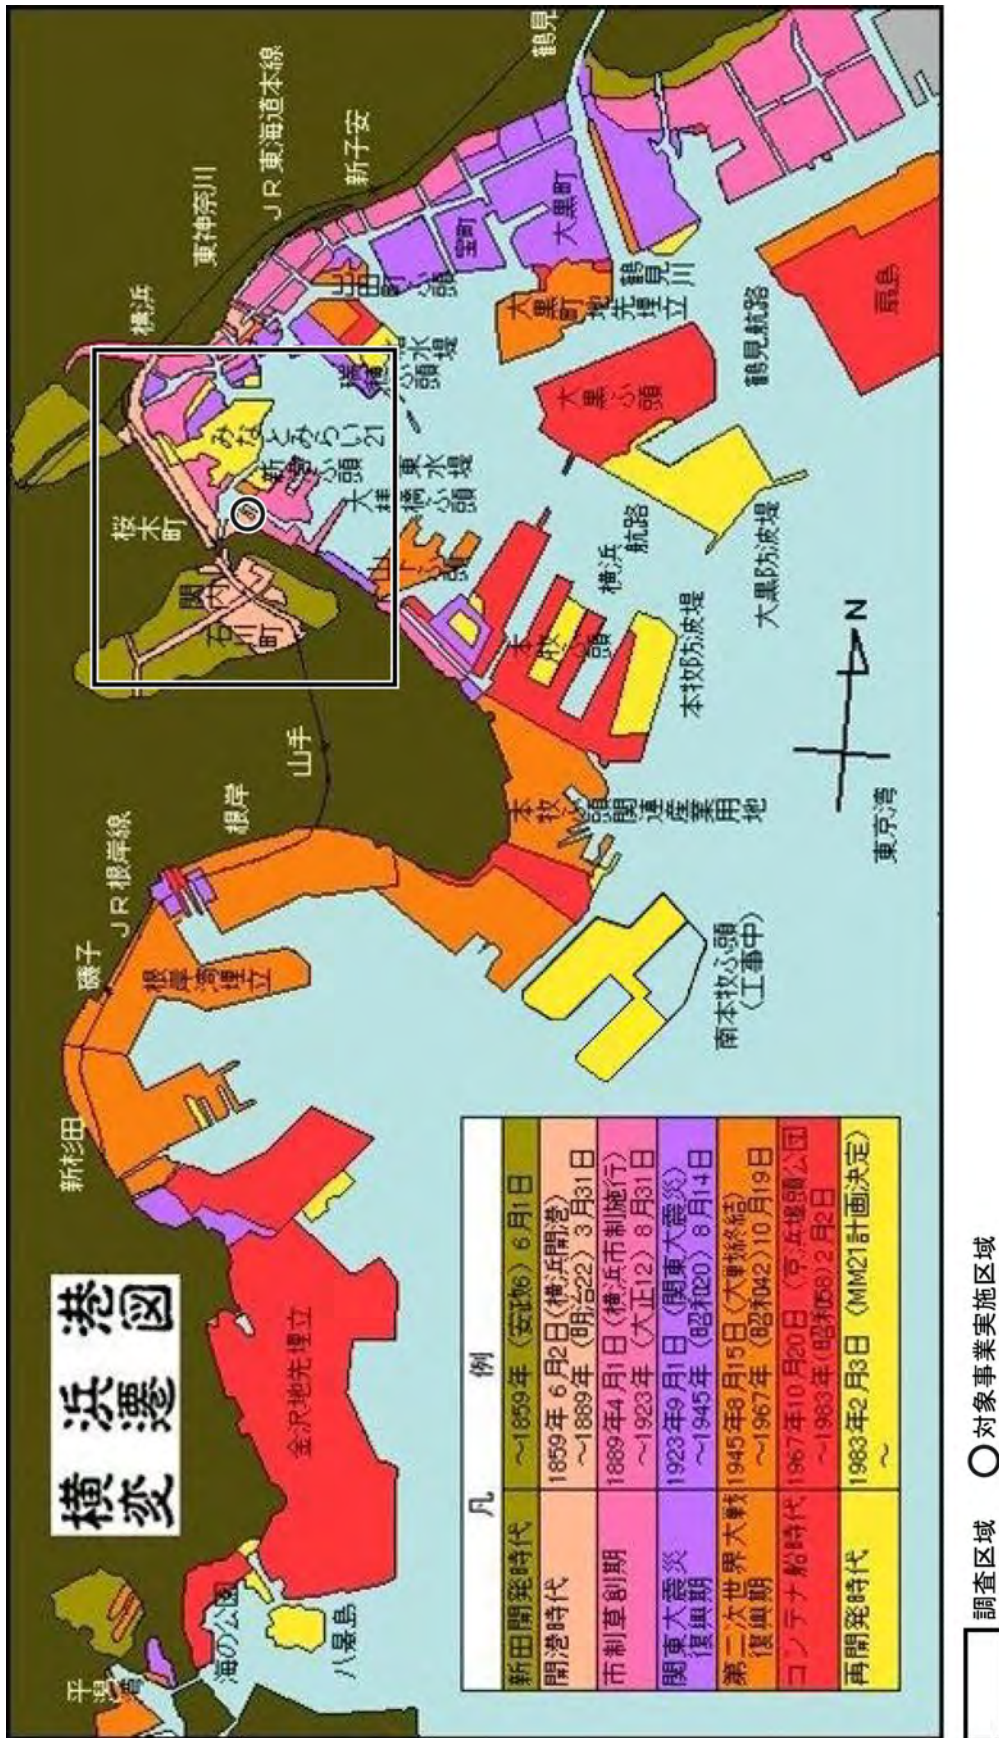 横浜港
変遷図
凡例
新田開発時代 ～1859年（安政6）6月1日
開港時代 1859年6月2日（横浜開港）
～1889年（明治22）3月31日
市制草創期 1889年4月1日（横浜市制施行）
～1923年（大正12）8月31日
関東大震災
復興期 1923年9月1日（関東大震災）
～1945年（昭和20）8月14日
第二次世界大戦
復興期 1945年8月15日（大戦終結）
～1967年（昭和42）10月19日
コンテナ船時代 1967年10月20日（京浜埠頭公団
～1983年（昭和58）2月2日
再開発時代 1983年2月3日（MM21計画決定）
～
平潟湾
海の公園
八景島
金沢地先埋立
新杉田
磯子
根岸湾埋立
JR根岸線
根岸
山手
南本牧ふ頭
（工事中）
本牧ふ頭関連産業用地
東京湾
N
石川町
関内
桜木町
横浜
東神奈川
JR東海道本線
新子安
鶴見
みなとみらい21
新港ふ頭
大桟橋ふ頭
東水堤
山下ふ頭
本牧ふ頭
横浜
航路
本牧防波堤
大黒防波堤
瑞穂ふ頭
出田町ふ頭
宝町
大黒町
鶴見川
大黒町地先埋立
大黒ふ頭
鶴見航路
扇島
調査区域
対象事業実施区域